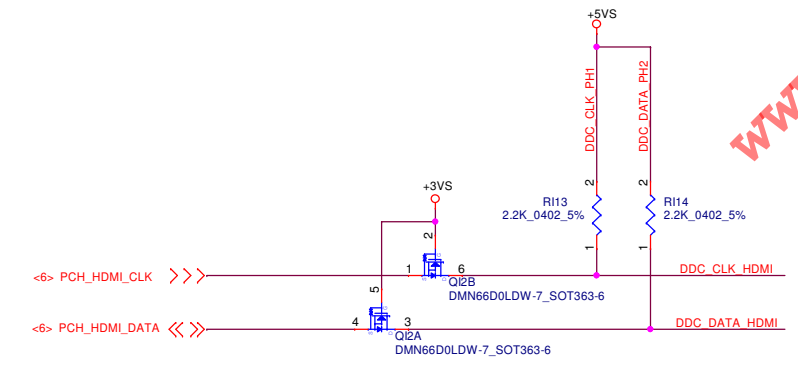 +5VS
DDC_CLK_PH1
DDC_DATA_PH2
WWW
+3VS
2
2
RI13
2.2K_0402_5%
RI14
2.2K_0402_5%
2
1
1
<6> PCH_HDMI_CLK
1
6
DDC_CLK_HDMI
QI2B
DMN66D0LDW-7_SOT363-6
5
<6> PCH_HDMI_DATA
4
3
DDC_DATA_HDMI
QI2A
DMN66D0LDW-7_SOT363-6